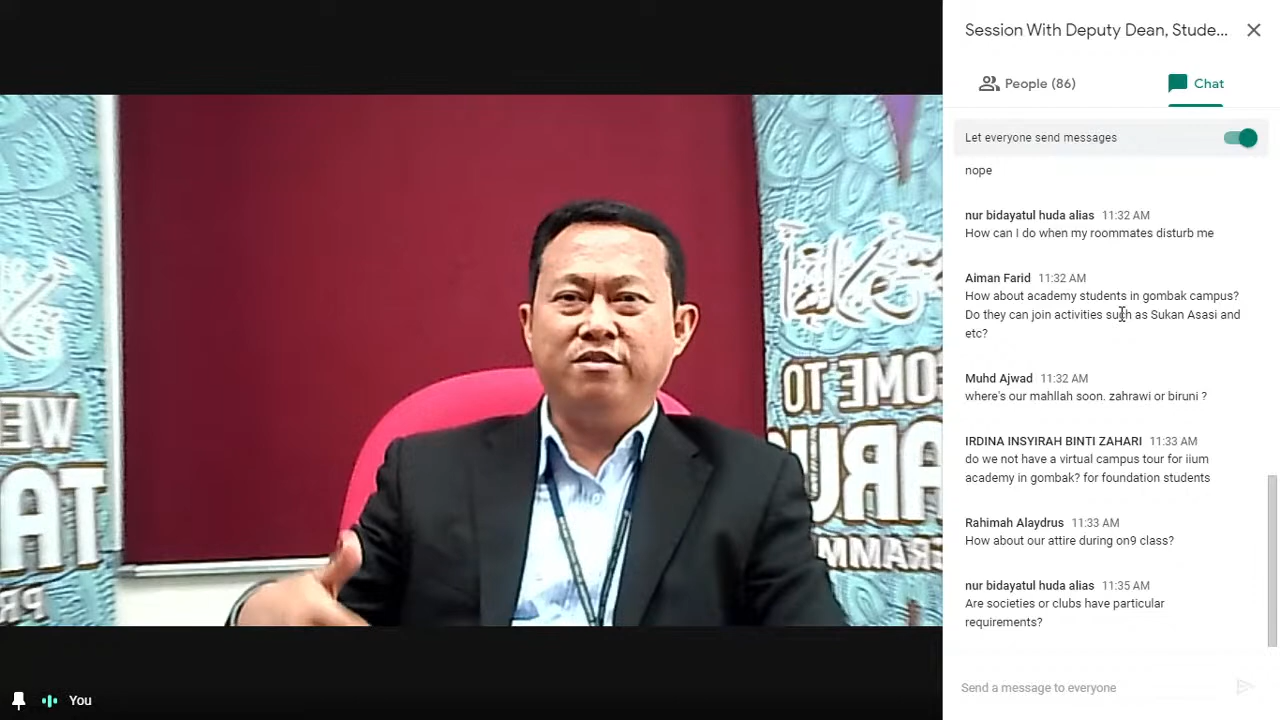 Session With Deputy Dean, Stude...
People (86)
Chat
Let everyone send messages
nope
nur bidayatul huda alias 11:32 AM
How can I do when my roommates disturb me
Aiman Farid 11:32 AM
How about academy students in gombak campus?
Do they can join activities such as Sukan Asasi and
etc?
Muhd Ajwad 11:32 AM
where's our mahllah soon. zahrawi or biruni ?
IRDINA INSYIRAH BINTI ZAHARI 11:33 AM
do we not have a virtual campus tour for iium
academy in gombak? for foundation students
Rahimah Alaydrus 11:33 AM
How about our attire during on9 class?
nur bidayatul huda alias 11:35 AM
Are societies or clubs have particular
requirements?
Send a message to everyone
WE
TA
PR
OME TO
ARU
RAMM
You